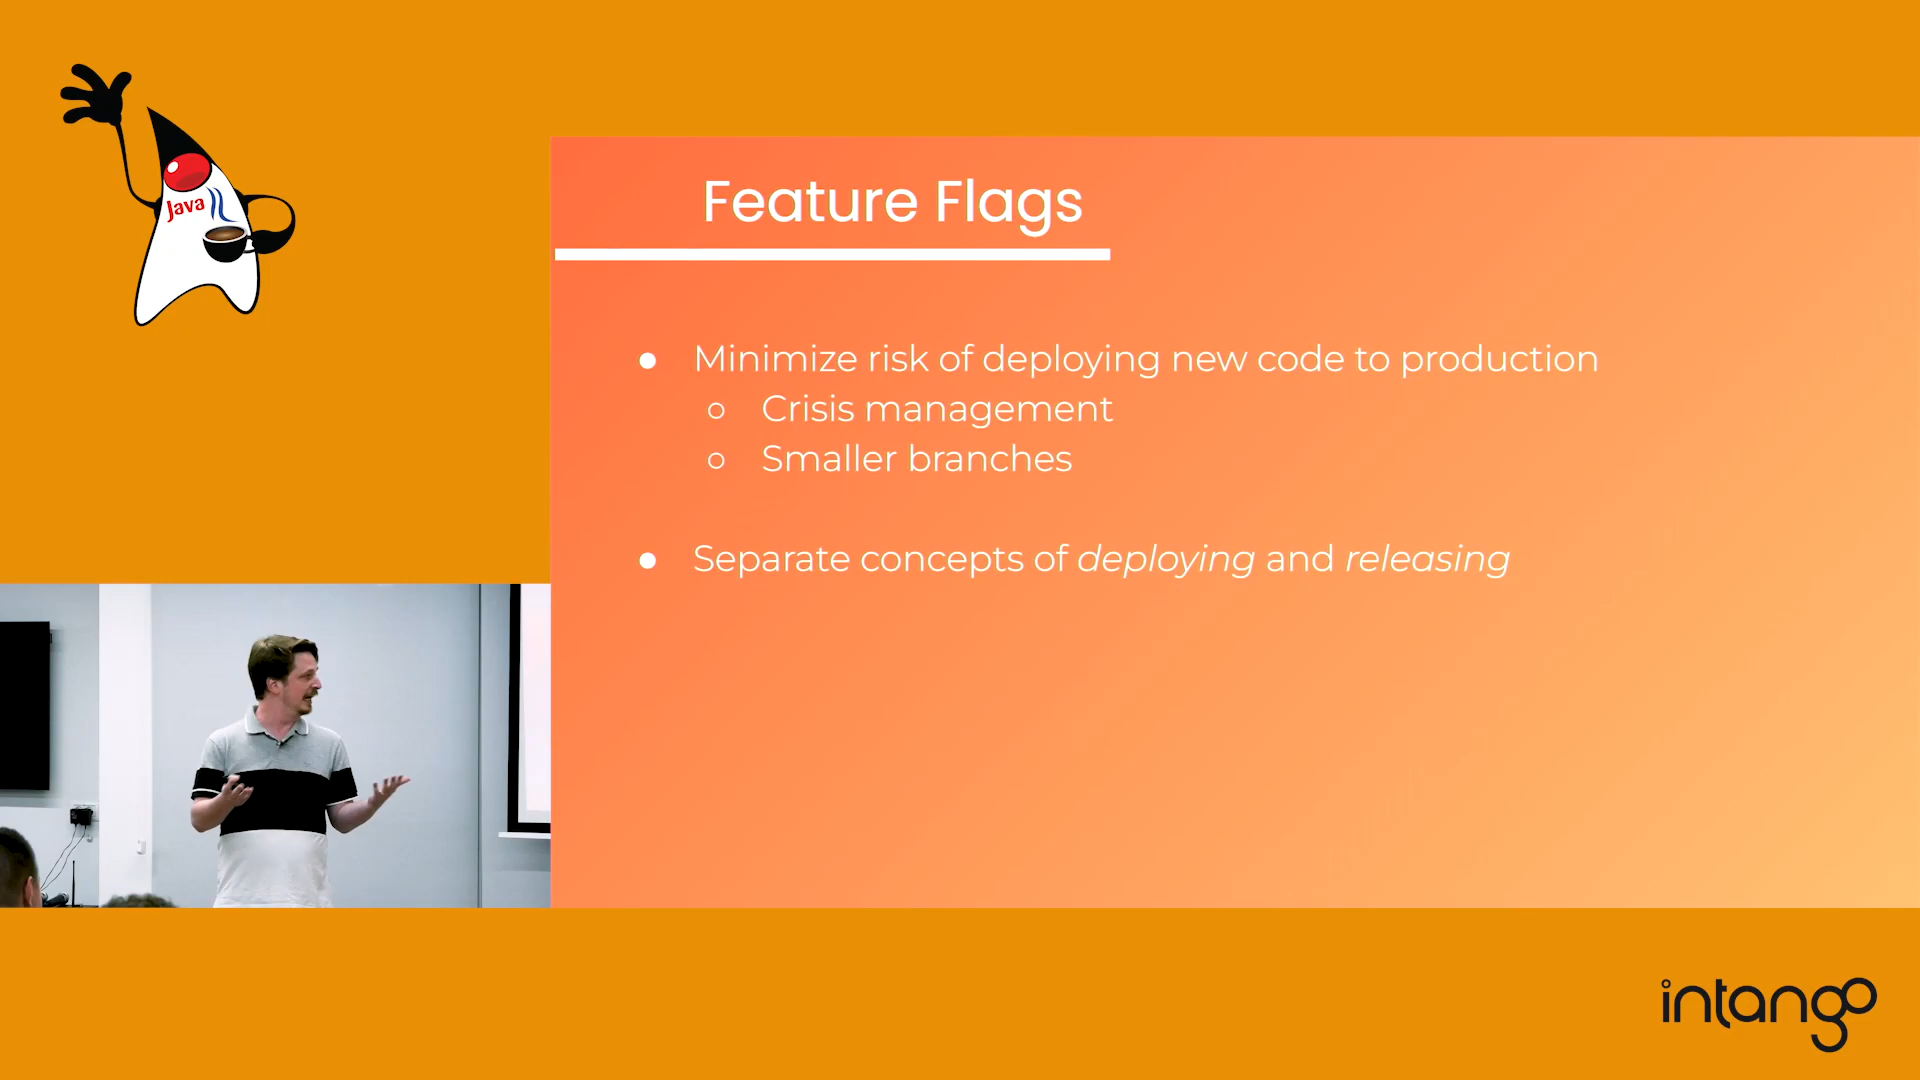 Java
Feature Flags
Minimize risk of deploying new code to production
Crisis management
Smaller branches
Separate concepts of deploying and releasing
intango